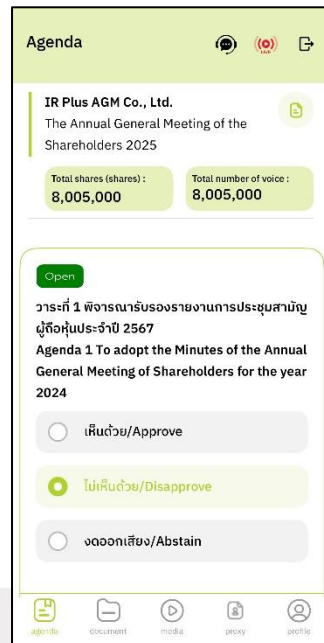 Agenda
LIVE
IR Plus AGM Co., Ltd.
The Annual General Meeting of the
Shareholders 2025
Total shares (shares) :
8,005,000
Total number of voice :
8,005,000
Open
วาระที่ 1 พิจารณารับรองรายงานการประชุมสามัญ
ผู้ถือหุ้นประจำปี 2567
Agenda 1 To adopt the Minutes of the Annual
General Meeting of Shareholders for the year
2024
เห็นด้วย/Approve
ไม่เห็นด้วย/Disapprove
งดออกเสียง/Abstain
agenda
document
media
proxy
profile